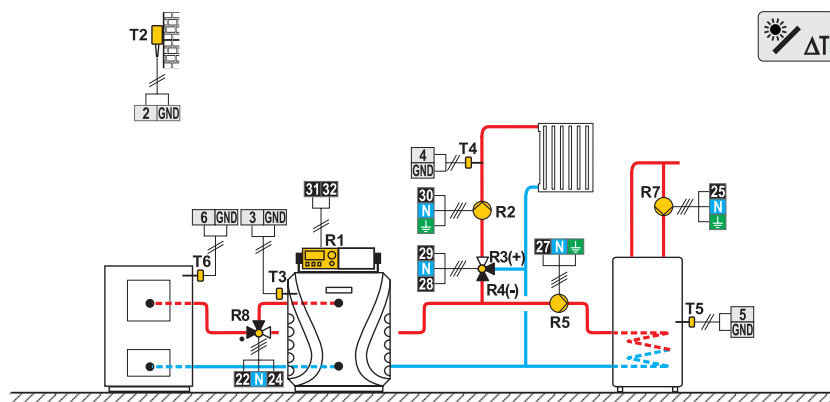 T2
ΔT
2 GND
T4
4
GND
31 32
30
N
R2
R7
25
N
6 GND 3 GND
R1
29
N
28
R3(+)
27 N
T6
T3
R4(-)
R8
R5
T5
5
GND
22 N 24